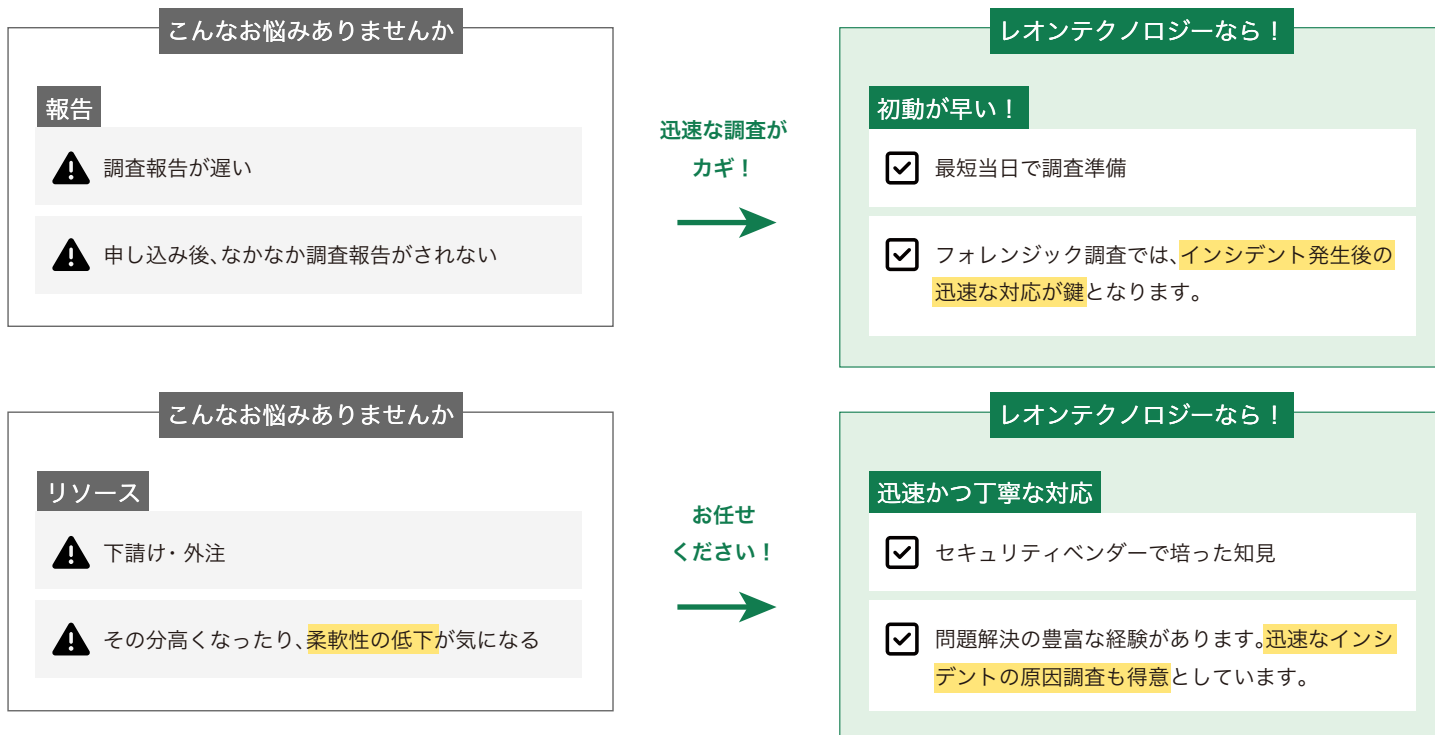 こんなお悩みありませんか
報告
調査報告が遅い
申し込み後、なかなか調査報告がされない
迅速な調査が
カギ！
レオンテクノロジーなら！
初動が早い！
最短当日で調査準備
フォレンジック調査では、インシデント発生後の
迅速な対応が鍵となります。
こんなお悩みありませんか
リソース
下請け・外注
その分高くなったり、柔軟性の低下が気になる
お任せ
ください！
レオンテクノロジーなら！
迅速かつ丁寧な対応
セキュリティベンダーで培った知見
問題解決の豊富な経験があります。迅速なインシ
デントの原因調査も得意としています。